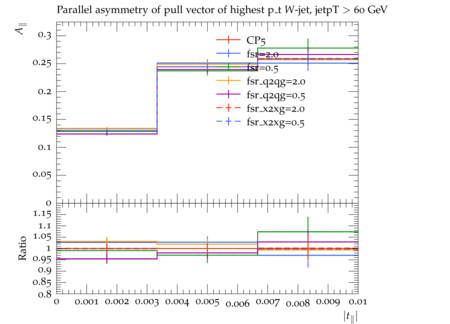 Parallel asymmetry of pull vector of highest p_t W-jet, jetpT > 60 GeV
A∥
0.3
0.25
0.2
0.15
0.1
0.05
0
CP5
fsr=2.0
fsr=0.5
fsr_q2qg=2.0
fsr_q2qg=0.5
fsr_x2xg=2.0
fsr_x2xg=0.5
Ratio
1.15
1.1
1.05
1
0.95
0.9
0.85
0.8
0 0.001 0.002 0.003 0.004 0.005 0.006 0.007 0.008 0.009 0.01
|t∥|